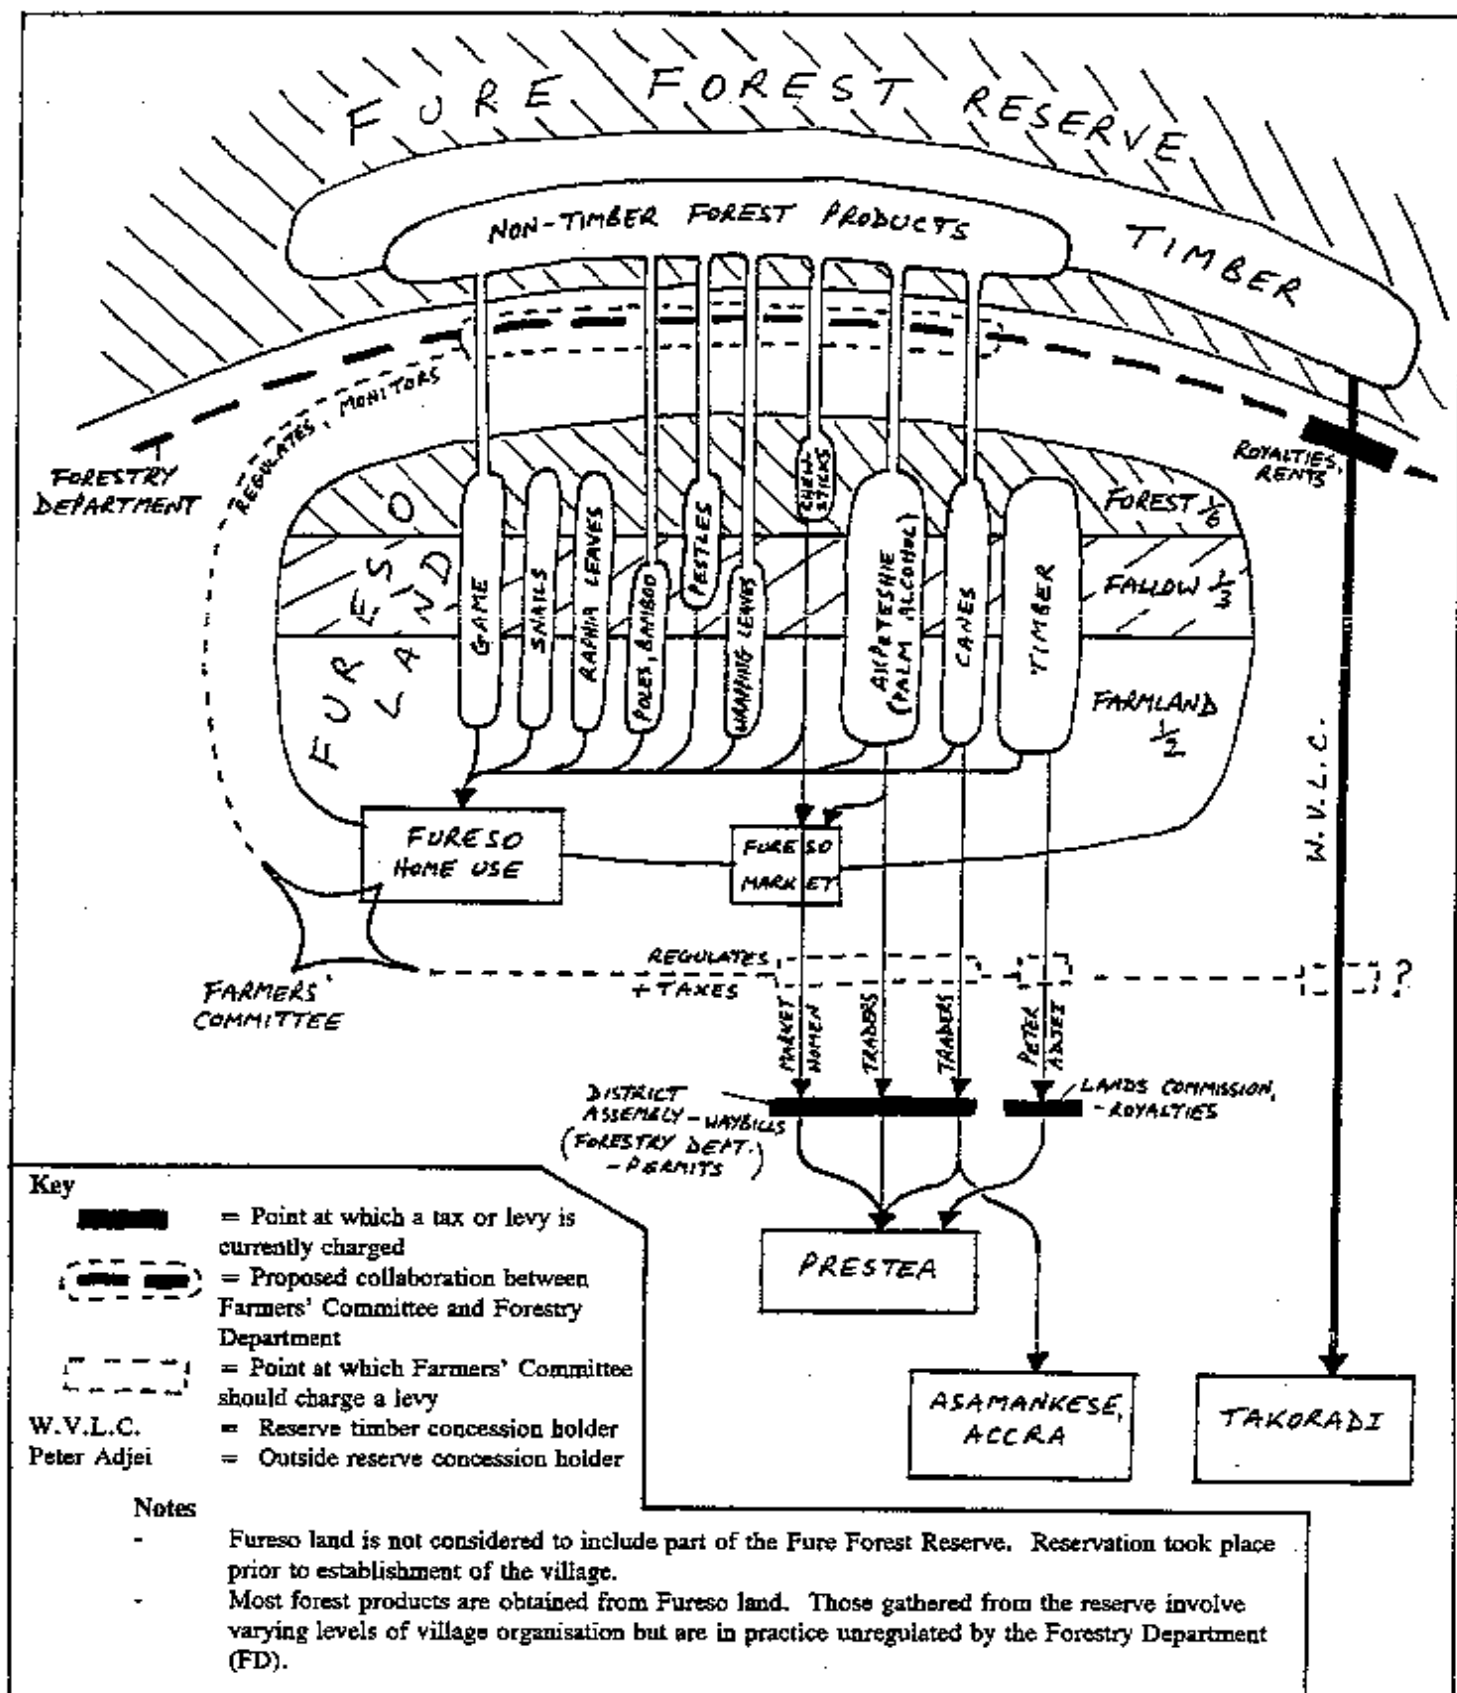 FURE FOREST RESERVE
NON-TIMBER FOREST PRODUCTS
TIMBER
REGULATES, MONITORS
FORESTRY
DEPARTMENT
ROYALTIES,
RENTS
FURESO
LAND
GAME
SNAILS
RAPHIA LEAVES
POLES, BAMBOO
PESTLES
WRAPPING LEAVES
CHEW-
STICKS
AKPETESHIE
(PALM ALCOHOL)
CANES
TIMBER
FOREST 1/6
FALLOW 1/3
FARMLAND
1/2
W.V.L.C.
FURESO
HOME USE
FURESO
MARKET
REGULATES
+ TAXES
?
FARMERS'
COMMITTEE
MARKET
WOMEN
TRADERS
TRADERS
PETER
ADJEI
DISTRICT
ASSEMBLY - WAYBILLS
(FORESTRY DEPT.
- PERMITS)
LANDS COMMISSION,
- ROYALTIES
PRESTEA
ASAMANKESE,
ACCRA
TAKORADI
Key
= Point at which a tax or levy is
currently charged
= Proposed collaboration between
Farmers' Committee and Forestry
Department
= Point at which Farmers' Committee
should charge a levy
W.V.L.C. = Reserve timber concession holder
Peter Adjei = Outside reserve concession holder
Notes
- Fureso land is not considered to include part of the Fure Forest Reserve. Reservation took place
prior to establishment of the village.
- Most forest products are obtained from Fureso land. Those gathered from the reserve involve
varying levels of village organisation but are in practice unregulated by the Forestry Department
(FD).